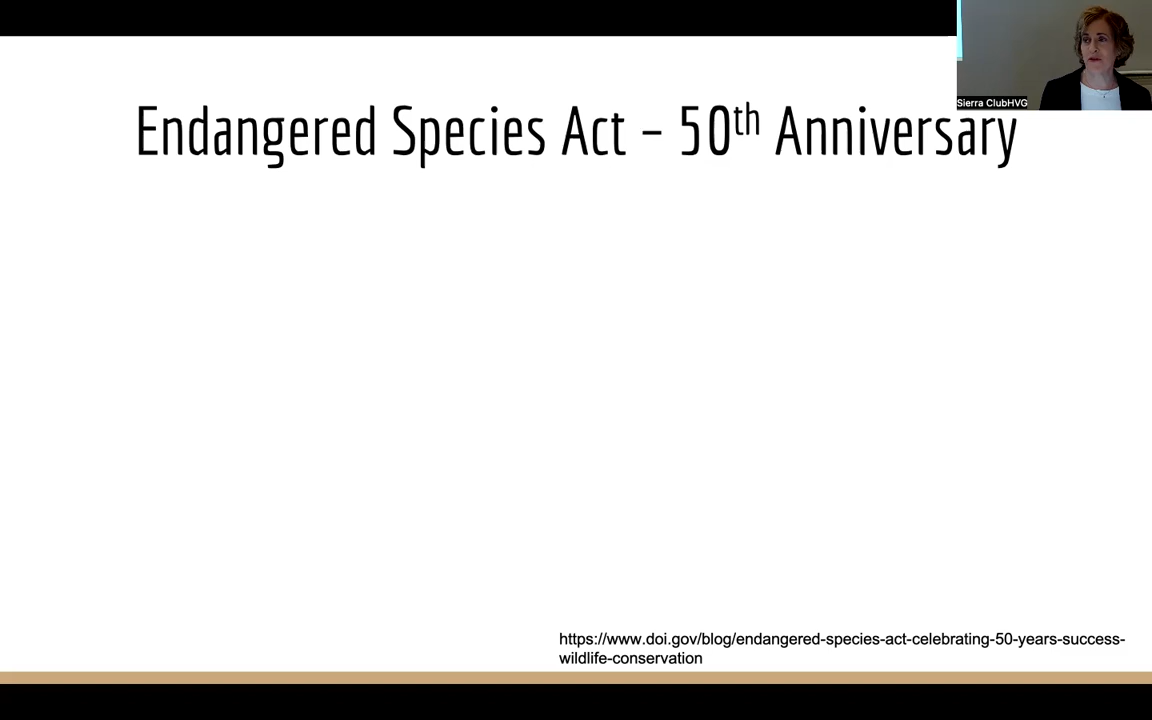 Sierra ClubHVG
Endangered Species Act – 50th Anniversary
https://www.doi.gov/blog/endangered-species-act-celebrating-50-years-success-
wildlife-conservation